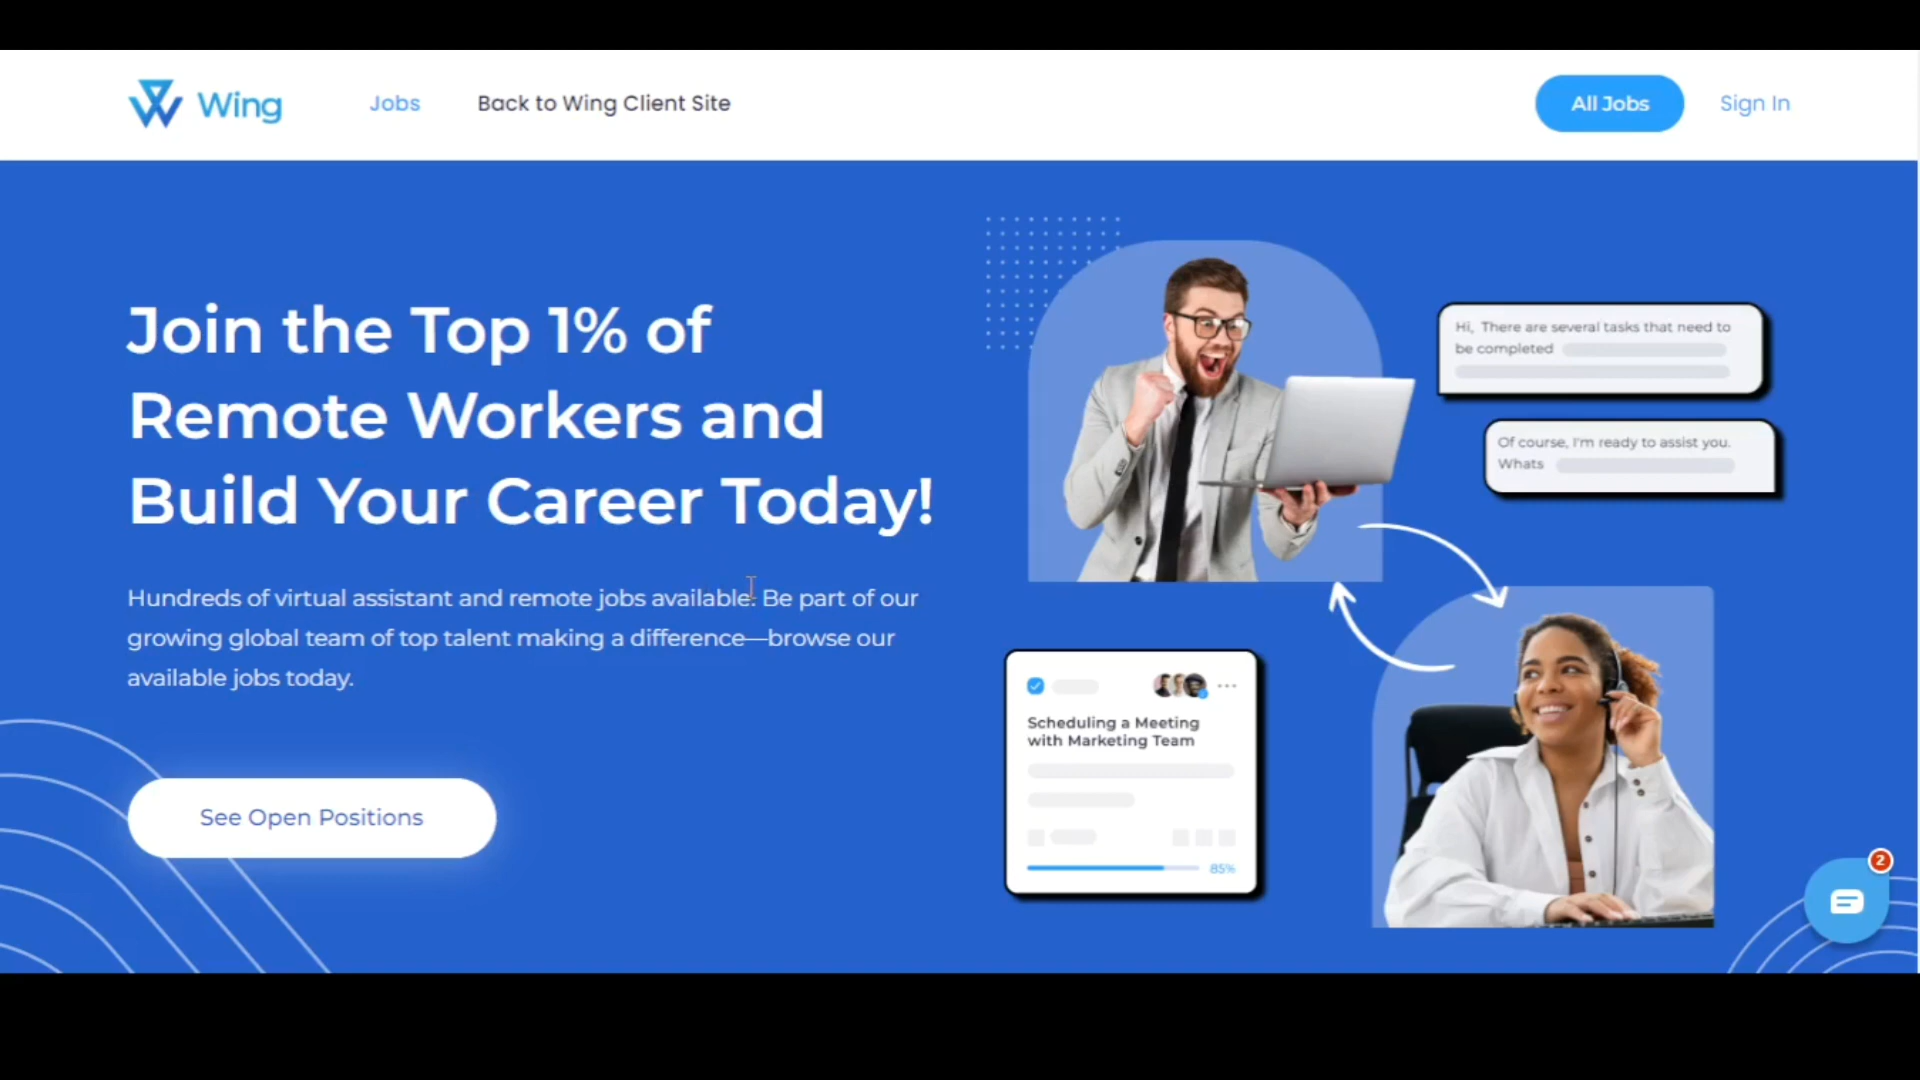 Wing
Jobs
Back to Wing Client Site
All Jobs
Sign In
Join the Top 1% of
Remote Workers and
Build Your Career Today!
Hundreds of virtual assistant and remote jobs available. Be part of our
growing global team of top talent making a difference—browse our
available jobs today.
See Open Positions
Hi, There are several tasks that need to
be completed
Of course, I'm ready to assist you.
Whats
Scheduling a Meeting
with Marketing Team
85%
2